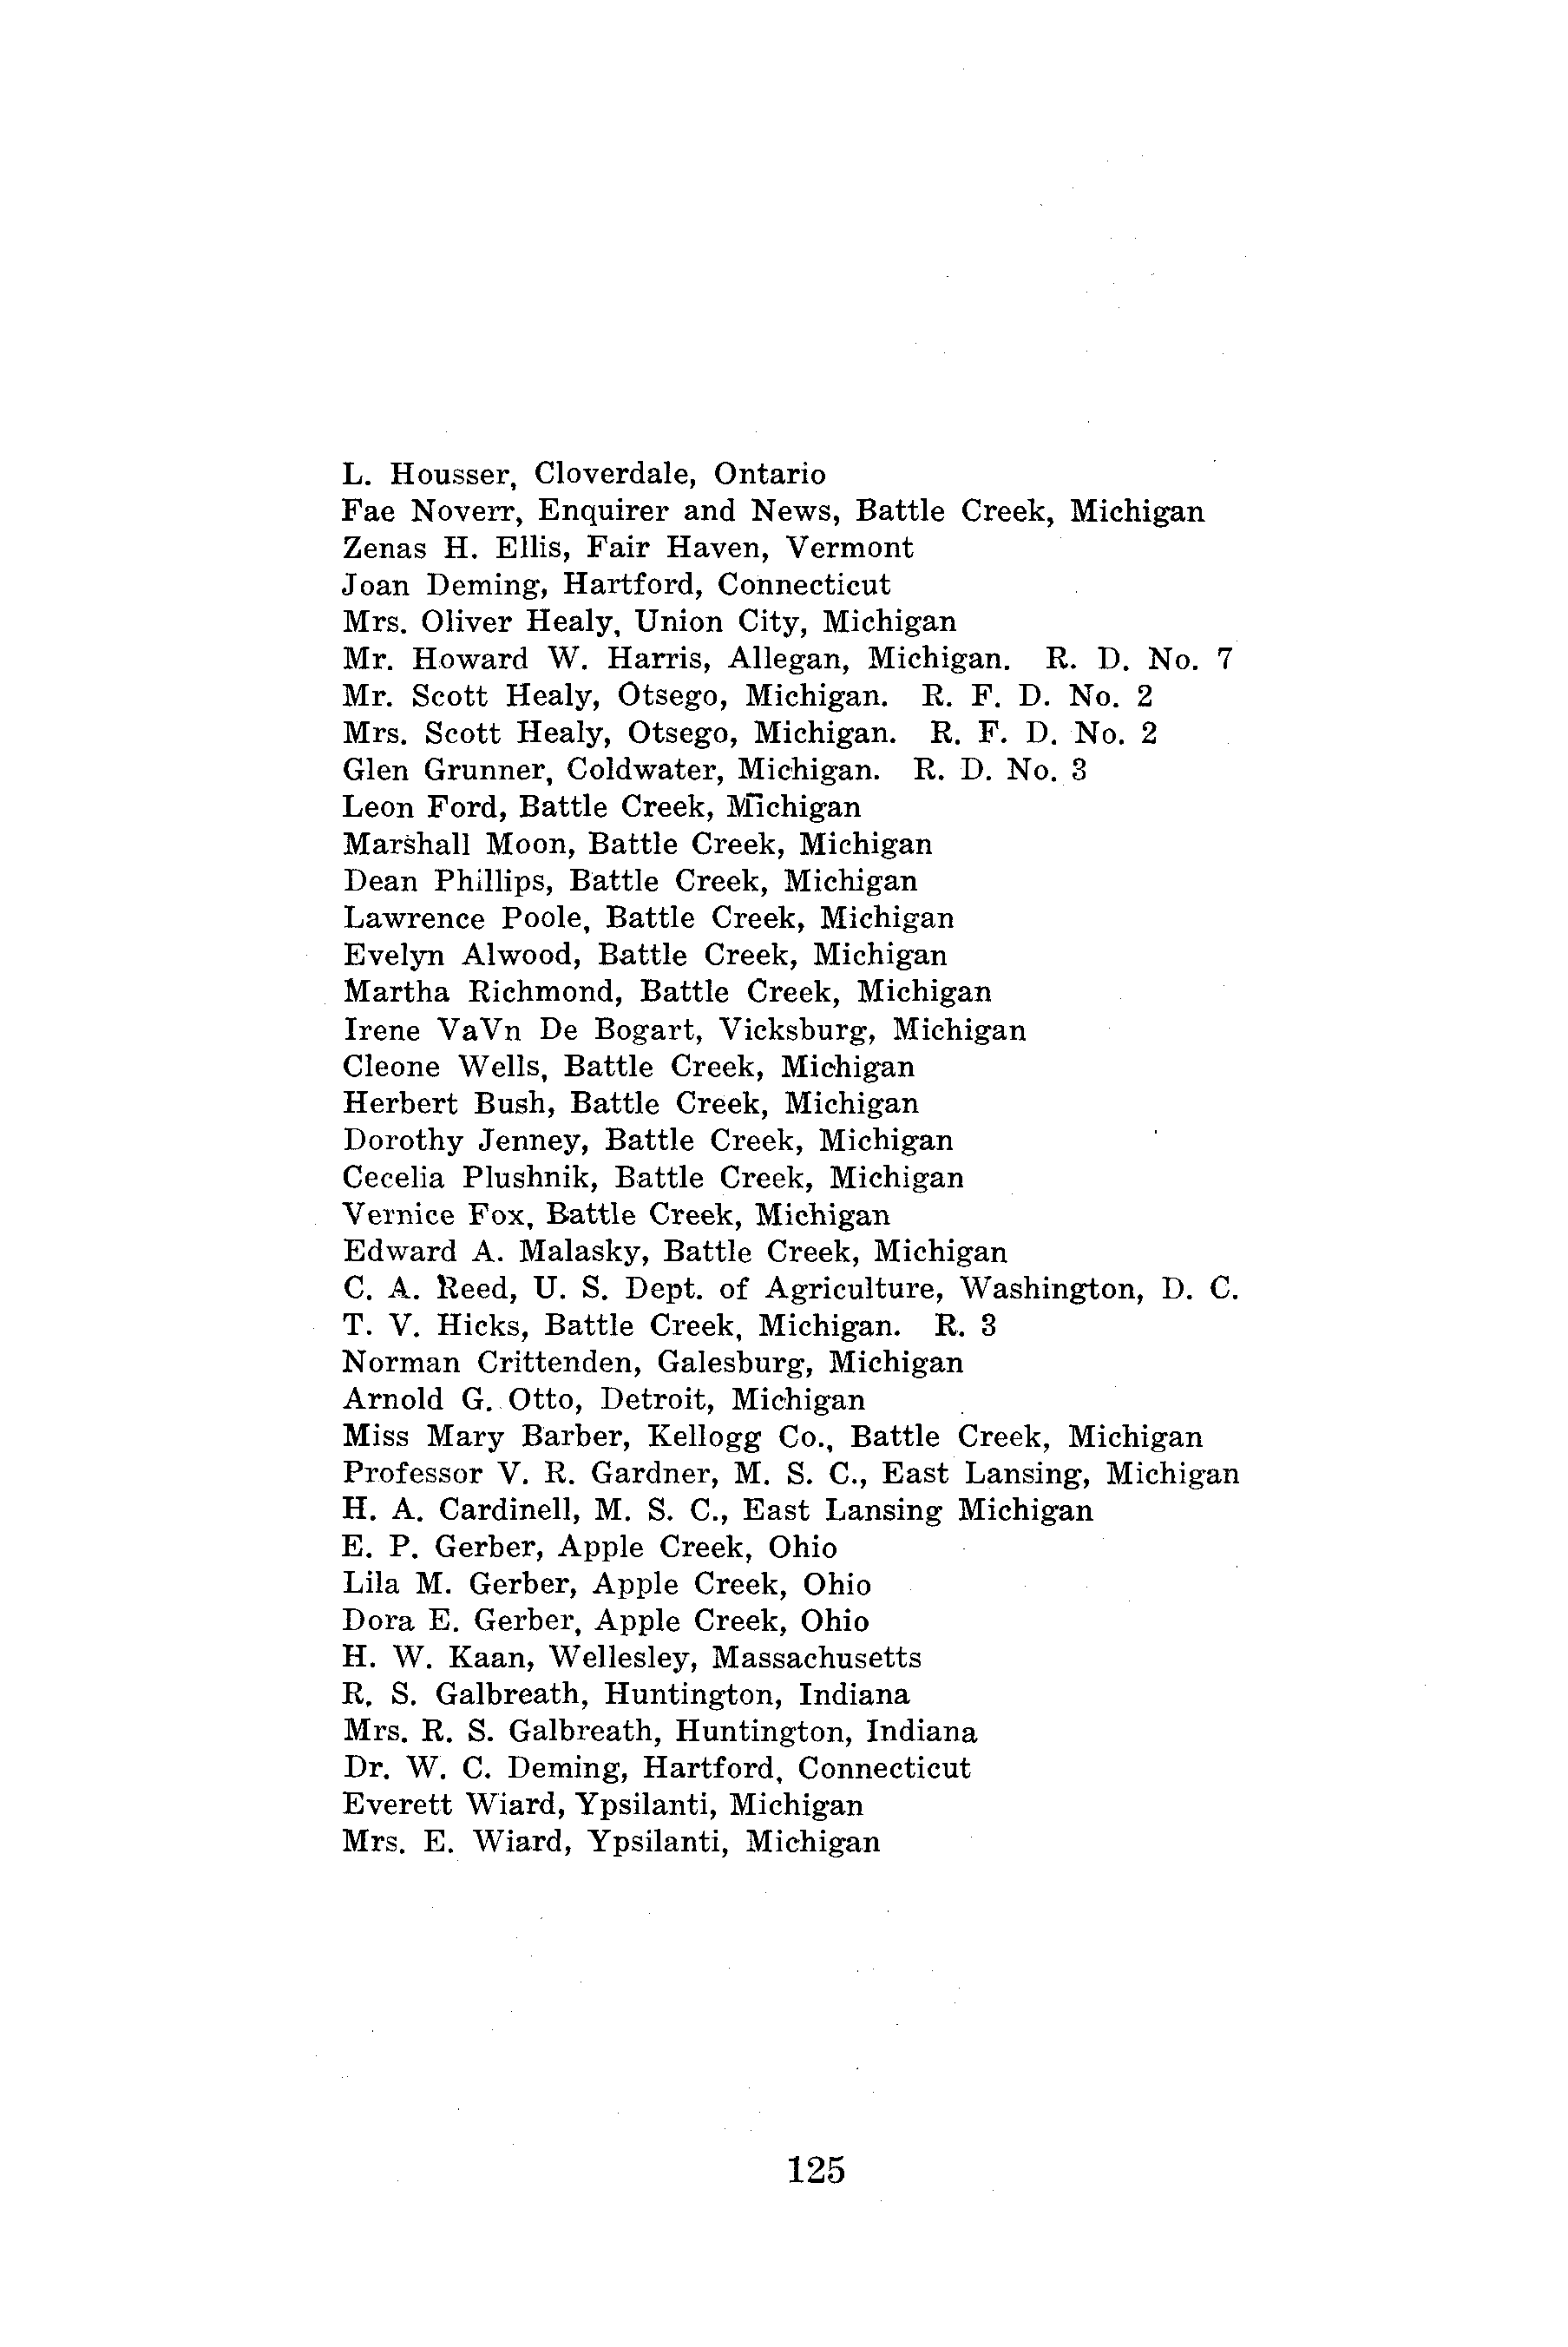 L. Housser, Cloverdale, Ontario
Fae Noverr, Enquirer and News, Battle Creek, Michigan
Zenas H. Ellis, Fair Haven, Vermont
Joan Deming, Hartford, Connecticut
Mrs. Oliver Healy, Union City, Michigan
Mr. Howard W. Harris, Allegan, Michigan. R. D. No. 7
Mr. Scott Healy, Otsego, Michigan. R. F. D. No. 2
Mrs. Scott Healy, Otsego, Michigan. R. F. D. No. 2
Glen Grunner, Coldwater, Michigan. R. D. No. 3
Leon Ford, Battle Creek, Michigan
Marshall Moon, Battle Creek, Michigan
Dean Phillips, Battle Creek, Michigan
Lawrence Poole, Battle Creek, Michigan
Evelyn Alwood, Battle Creek, Michigan
Martha Richmond, Battle Creek, Michigan
Irene VaVn De Bogart, Vicksburg, Michigan
Cleone Wells, Battle Creek, Michigan
Herbert Bush, Battle Creek, Michigan
Dorothy Jenney, Battle Creek, Michigan
Cecelia Plushnik, Battle Creek, Michigan
Vernice Fox, Battle Creek, Michigan
Edward A. Malasky, Battle Creek, Michigan
C. A. Reed, U. S. Dept. of Agriculture, Washington, D. C.
T. V. Hicks, Battle Creek, Michigan. R. 3
Norman Crittenden, Galesburg, Michigan
Arnold G. Otto, Detroit, Michigan
Miss Mary Barber, Kellogg Co., Battle Creek, Michigan
Professor V. R. Gardner, M. S. C., East Lansing, Michigan
H. A. Cardinell, M. S. C., East Lansing Michigan
E. P. Gerber, Apple Creek, Ohio
Lila M. Gerber, Apple Creek, Ohio
Dora E. Gerber, Apple Creek, Ohio
H. W. Kaan, Wellesley, Massachusetts
R. S. Galbreath, Huntington, Indiana
Mrs. R. S. Galbreath, Huntington, Indiana
Dr. W. C. Deming, Hartford, Connecticut
Everett Wiard, Ypsilanti, Michigan
Mrs. E. Wiard, Ypsilanti, Michigan
125